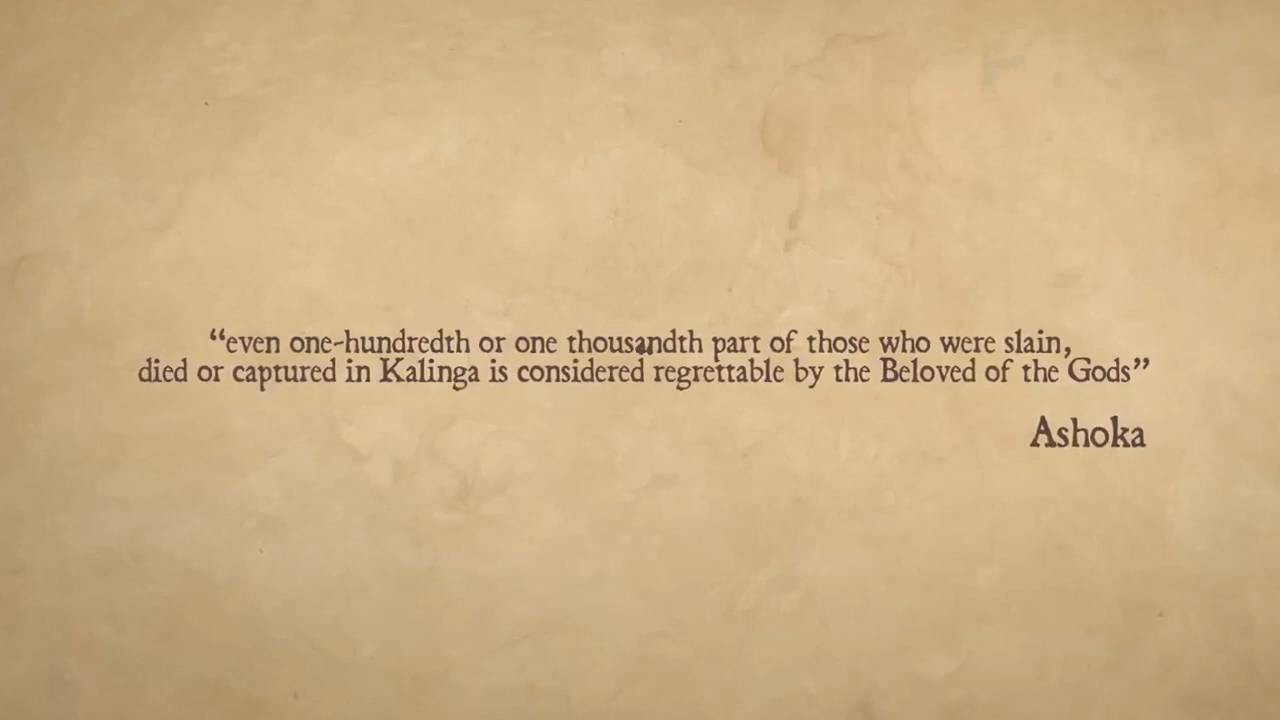 “even one-hundredth or one thousandth part of those who were slain,
died or captured in Kalinga is considered regrettable by the Beloved of the Gods”
Ashoka